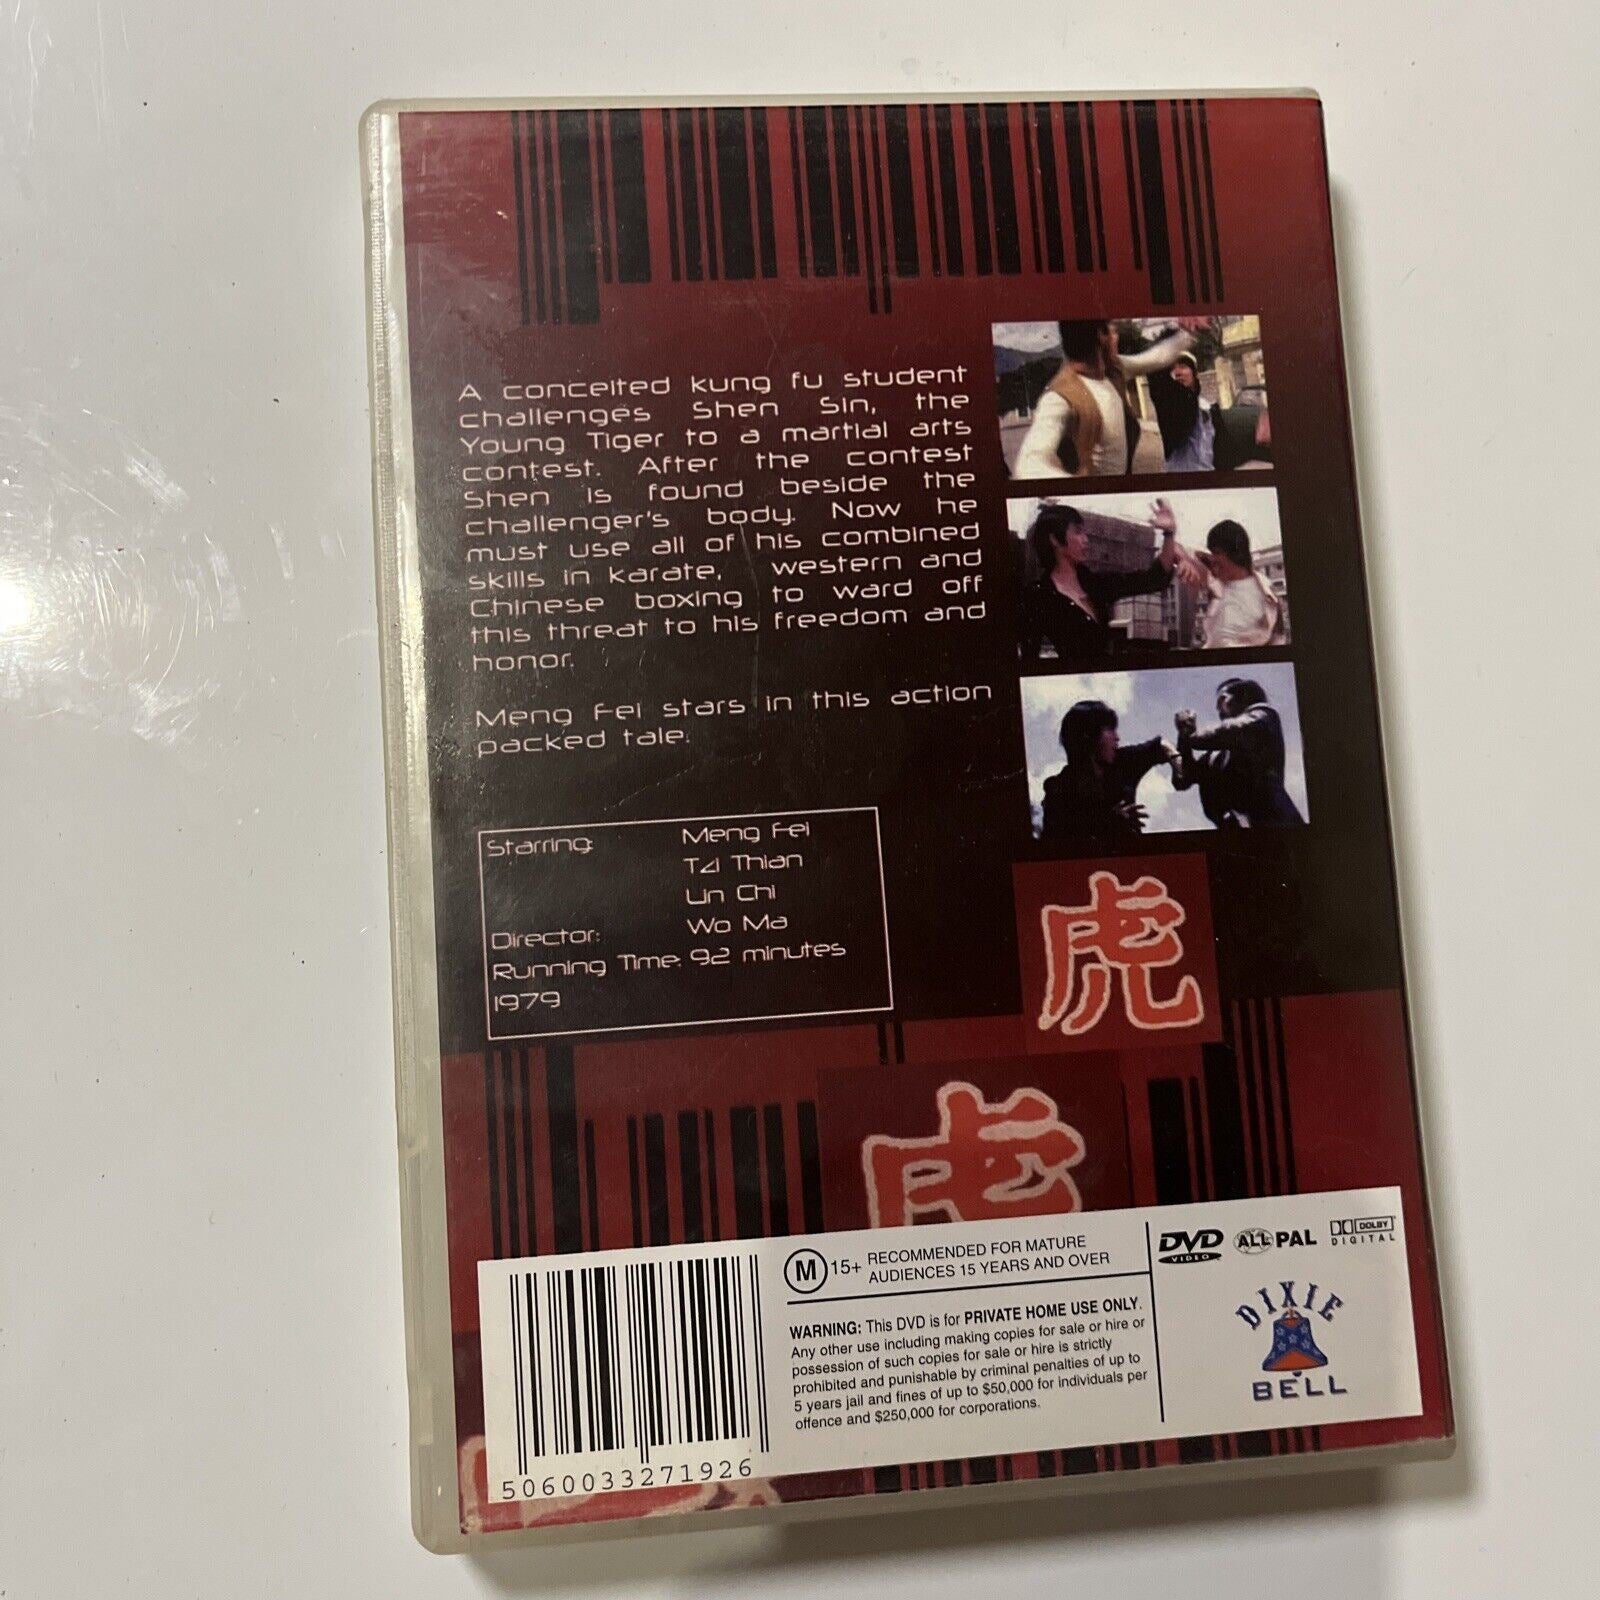 A conceited kung fu student
challenges Shen Sin, the
Young Tiger to a martial arts
contest. After the contest
Shen is found beside the
challenger's body. Now he
must use all of his combined
skills in karate, western and
Chinese boxing to ward off
this threat to his freedom and
honor.
Meng Fei stars in this action
packed tale.
Starring: Meng Fei
Tzi Thian
Lin Chi
Director: Wo Ma
Running Time: 92 minutes
1979
虎
虎
5060033271926
M 15+ RECOMMENDED FOR MATURE
AUDIENCES 15 YEARS AND OVER
WARNING: This DVD is for PRIVATE HOME USE ONLY.
Any other use including making copies for sale or hire or
possession of such copies for sale or hire is strictly
prohibited and punishable by criminal penalties of up to
5 years jail and fines of up to $50,000 for individuals per
offence and $250,000 for corporations.
DVD VIDEO
ALL PAL
DOLBY DIGITAL
DIXIE
BELL